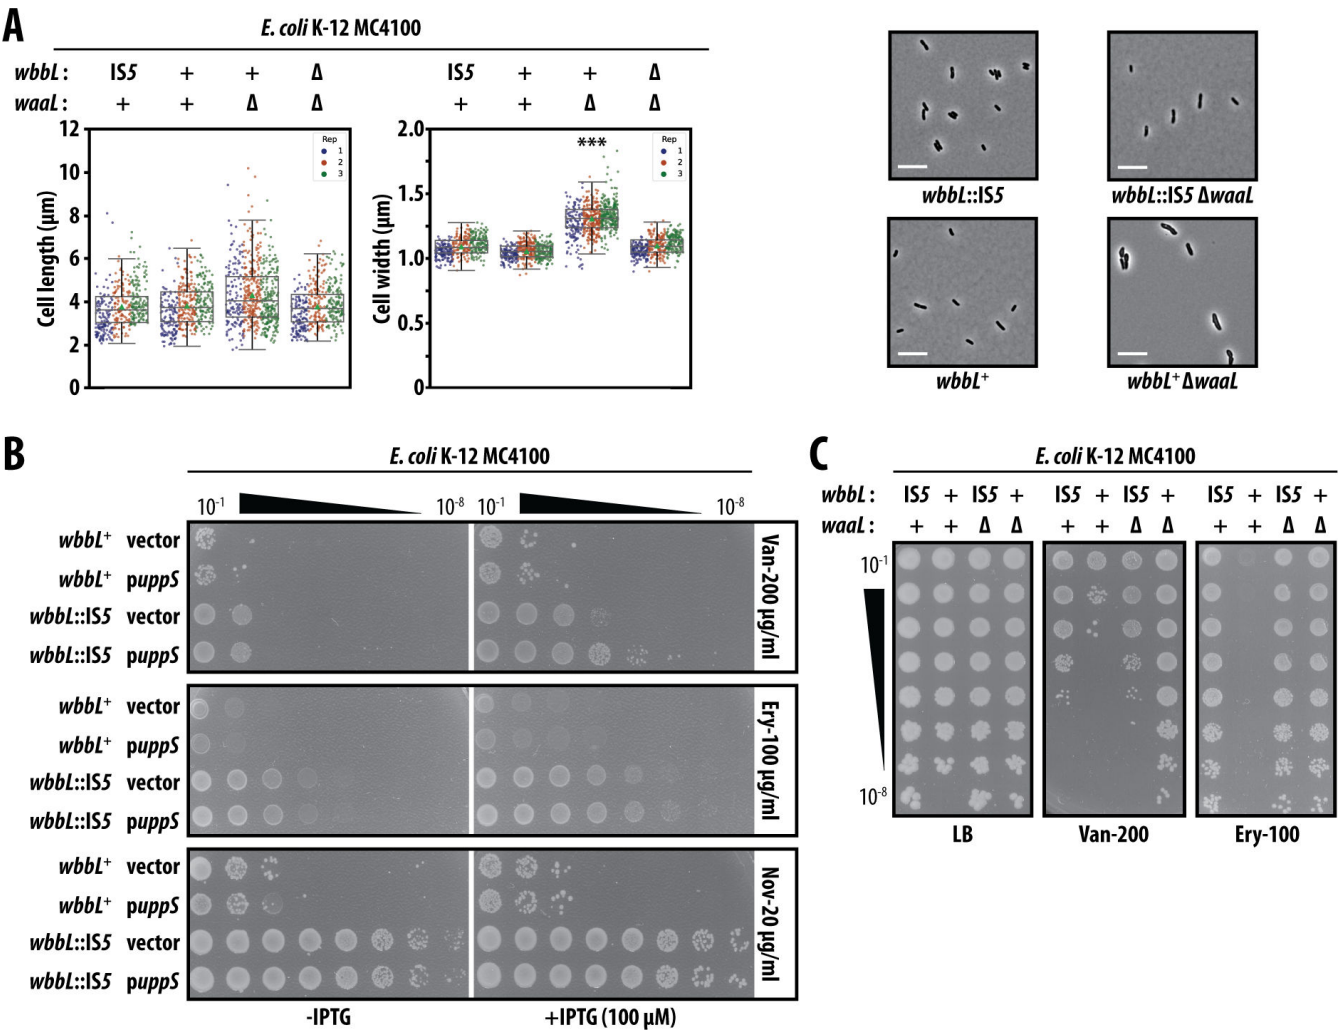 A
E. coli K-12 MC4100
wbbL : IS5 + + Δ
waaL : + + Δ Δ
IS5 + + Δ
+ + Δ Δ
12
10
8
6
4
2
0
Cell length (µm)
Rep
1
2
3
2.0
1.5
1.0
0.5
0
Cell width (µm)
***
Rep
1
2
3
wbbL::IS5
wbbL::IS5 ΔwaaL
wbbL⁺
wbbL⁺ ΔwaaL
B
E. coli K-12 MC4100
10⁻¹ 10⁻⁸ 10⁻¹ 10⁻⁸
wbbL⁺ vector
wbbL⁺ puppS
wbbL::IS5 vector
wbbL::IS5 puppS
Van-200 µg/ml
wbbL⁺ vector
wbbL⁺ puppS
wbbL::IS5 vector
wbbL::IS5 puppS
Ery-100 µg/ml
wbbL⁺ vector
wbbL⁺ puppS
wbbL::IS5 vector
wbbL::IS5 puppS
Nov-20 µg/ml
-IPTG
+IPTG (100 µM)
C
E. coli K-12 MC4100
wbbL : IS5 + IS5 + IS5 + IS5 + IS5 + IS5 +
waaL : + + Δ Δ + + Δ Δ + + Δ Δ
10⁻¹
10⁻⁸
LB
Van-200
Ery-100